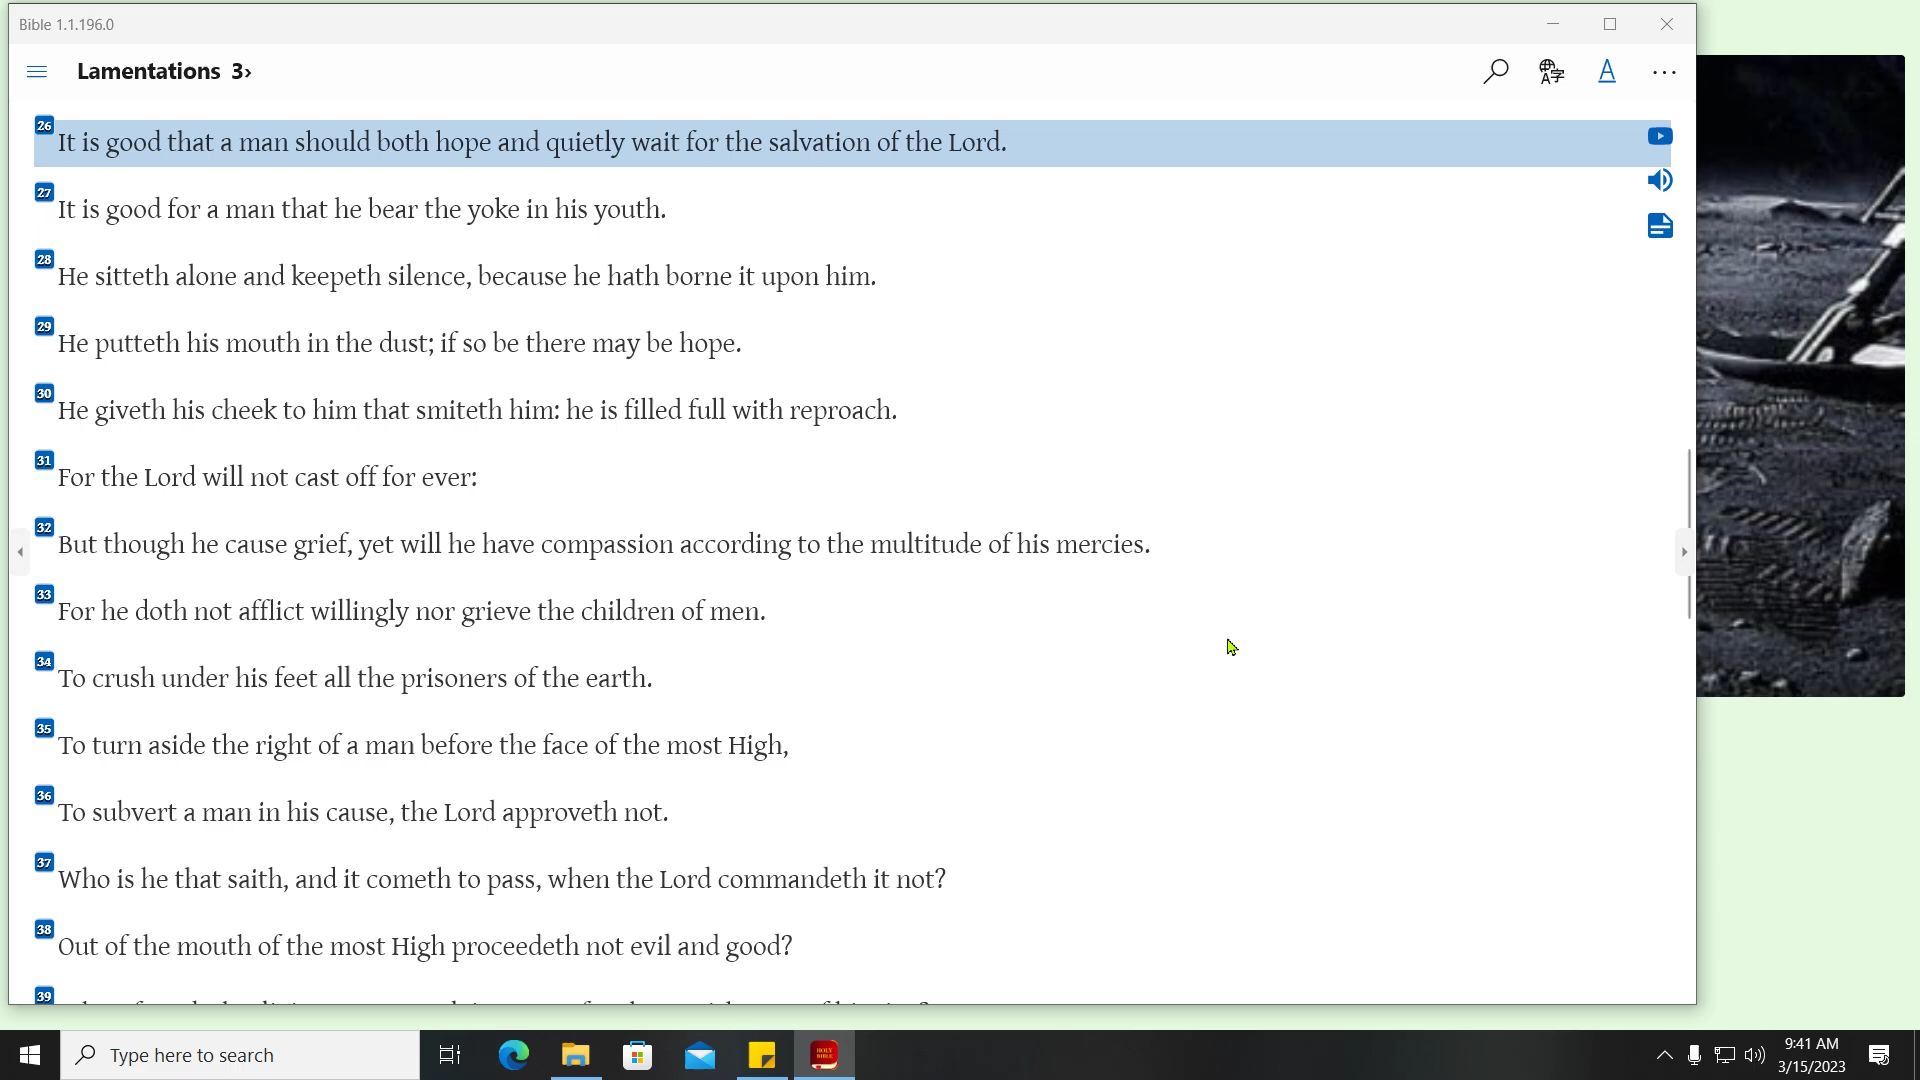 Bible 1.1.196.0
Lamentations 3›
26 It is good that a man should both hope and quietly wait for the salvation of the Lord.
27 It is good for a man that he bear the yoke in his youth.
28 He sitteth alone and keepeth silence, because he hath borne it upon him.
29 He putteth his mouth in the dust; if so be there may be hope.
30 He giveth his cheek to him that smiteth him: he is filled full with reproach.
31 For the Lord will not cast off for ever:
32 But though he cause grief, yet will he have compassion according to the multitude of his mercies.
33 For he doth not afflict willingly nor grieve the children of men.
34 To crush under his feet all the prisoners of the earth.
35 To turn aside the right of a man before the face of the most High,
36 To subvert a man in his cause, the Lord approveth not.
37 Who is he that saith, and it cometh to pass, when the Lord commandeth it not?
38 Out of the mouth of the most High proceedeth not evil and good?
39
Type here to search
HOLY BIBLE
9:41 AM
3/15/2023